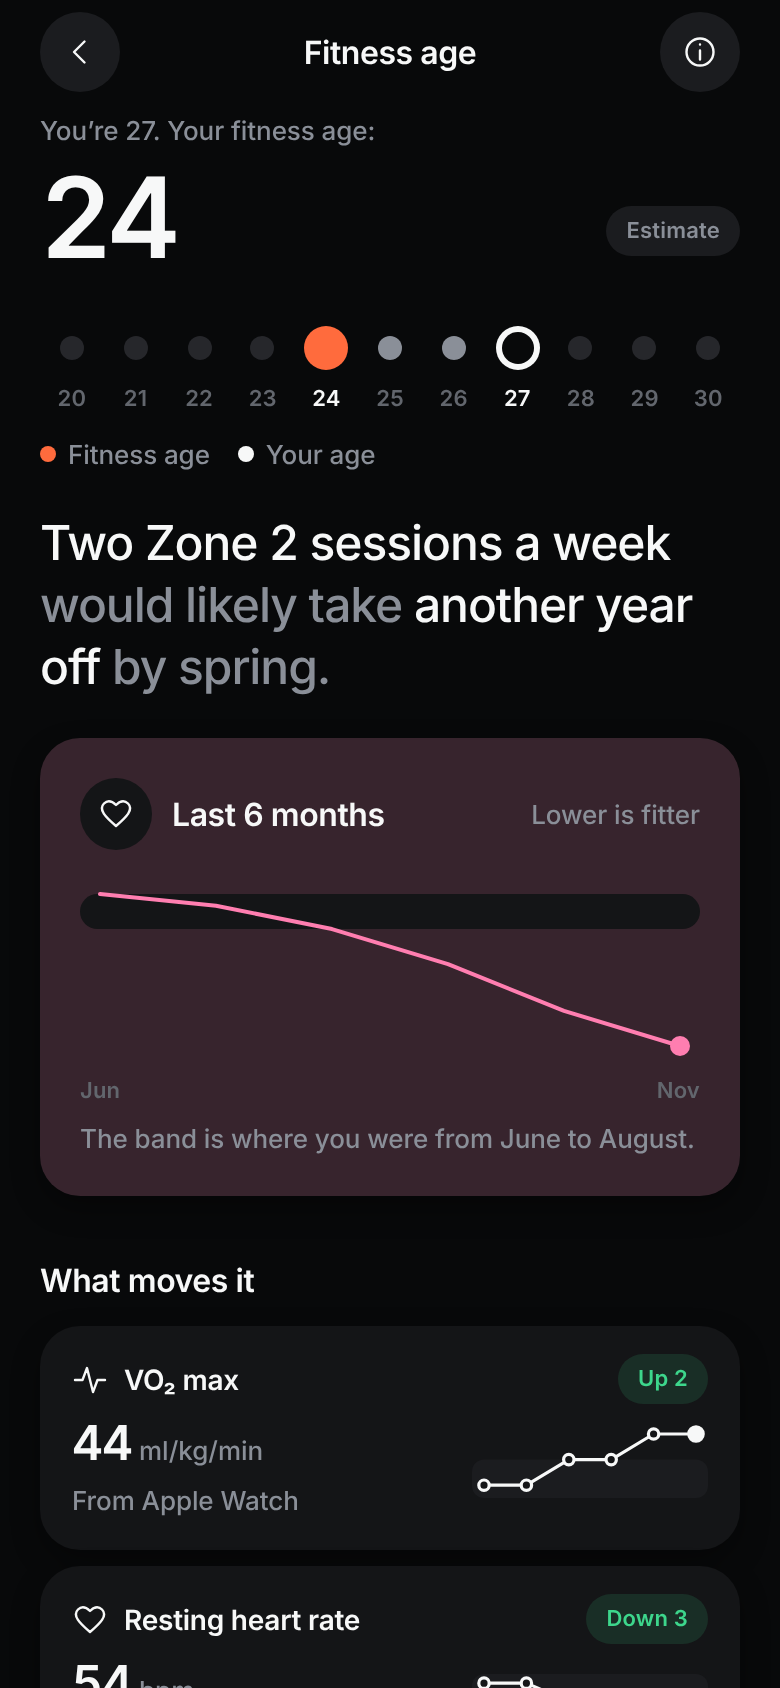 Fitness age
You’re 27. Your fitness age:
24
Estimate
20 21 22 23 24 25 26 27 28 29 30
Fitness age Your age
Two Zone 2 sessions a week
would likely take another year
off by spring.
Last 6 months
Lower is fitter
Jun Nov
The band is where you were from June to August.
What moves it
VO₂ max
Up 2
44 ml/kg/min
From Apple Watch
Resting heart rate
Down 3
54 bpm